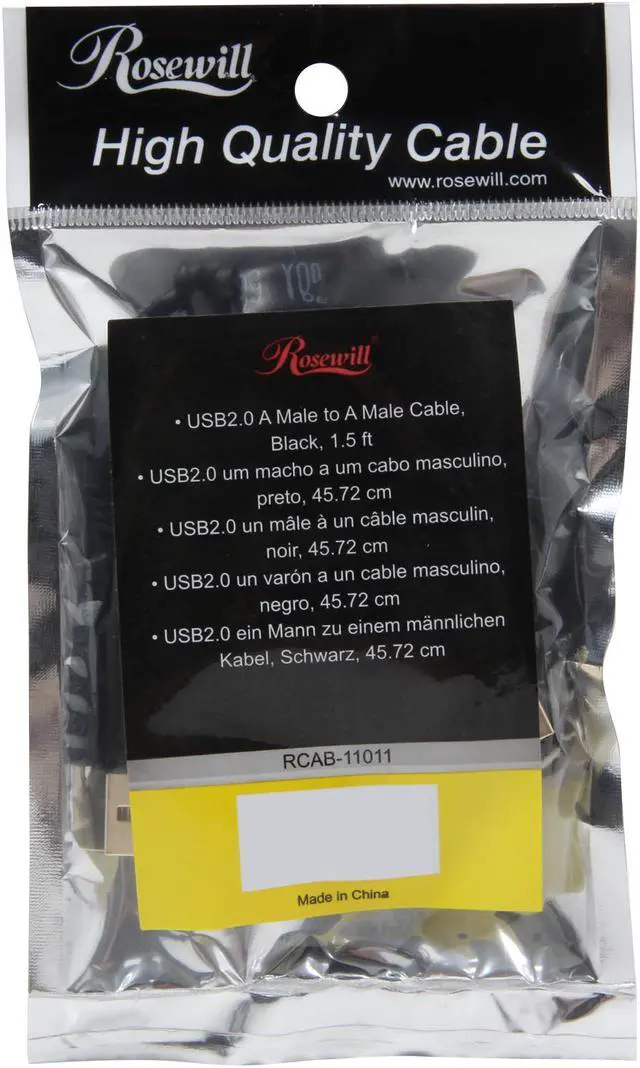 Rosewill
High Quality Cable
www.rosewill.com
Rosewill®
• USB2.0 A Male to A Male Cable,
Black, 1.5 ft
• USB2.0 um macho a um cabo masculino,
preto, 45.72 cm
• USB2.0 un mâle à un câble masculin,
noir, 45.72 cm
• USB2.0 un varón a un cable masculino,
negro, 45.72 cm
• USB2.0 ein Mann zu einem männlichen
Kabel, Schwarz, 45.72 cm
RCAB-11011
Made in China